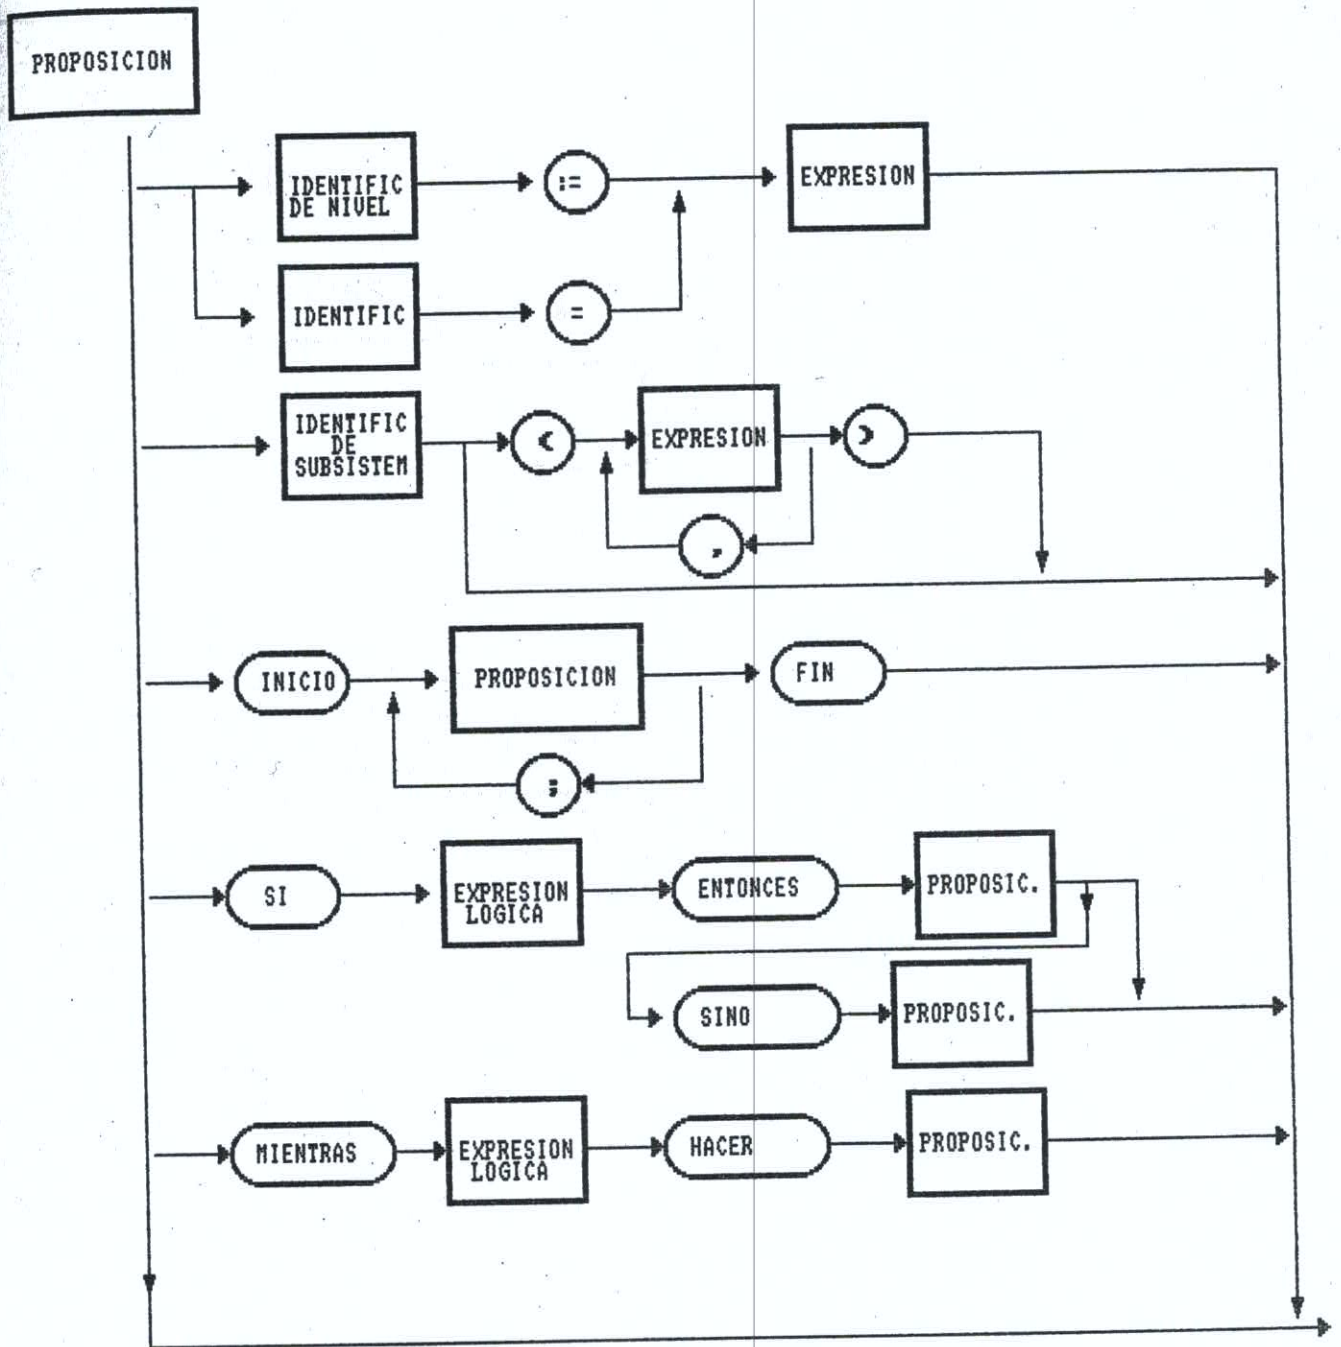 PROPOSICION
IDENTIFIC
DE NIVEL
:=
EXPRESION
IDENTIFIC
=
IDENTIFIC
DE
SUBSISTEM
<
EXPRESION
>
,
INICIO
PROPOSICION
FIN
;
SI
EXPRESION
LOGICA
ENTONCES
PROPOSIC.
SINO
PROPOSIC.
MIENTRAS
EXPRESION
LOGICA
HACER
PROPOSIC.